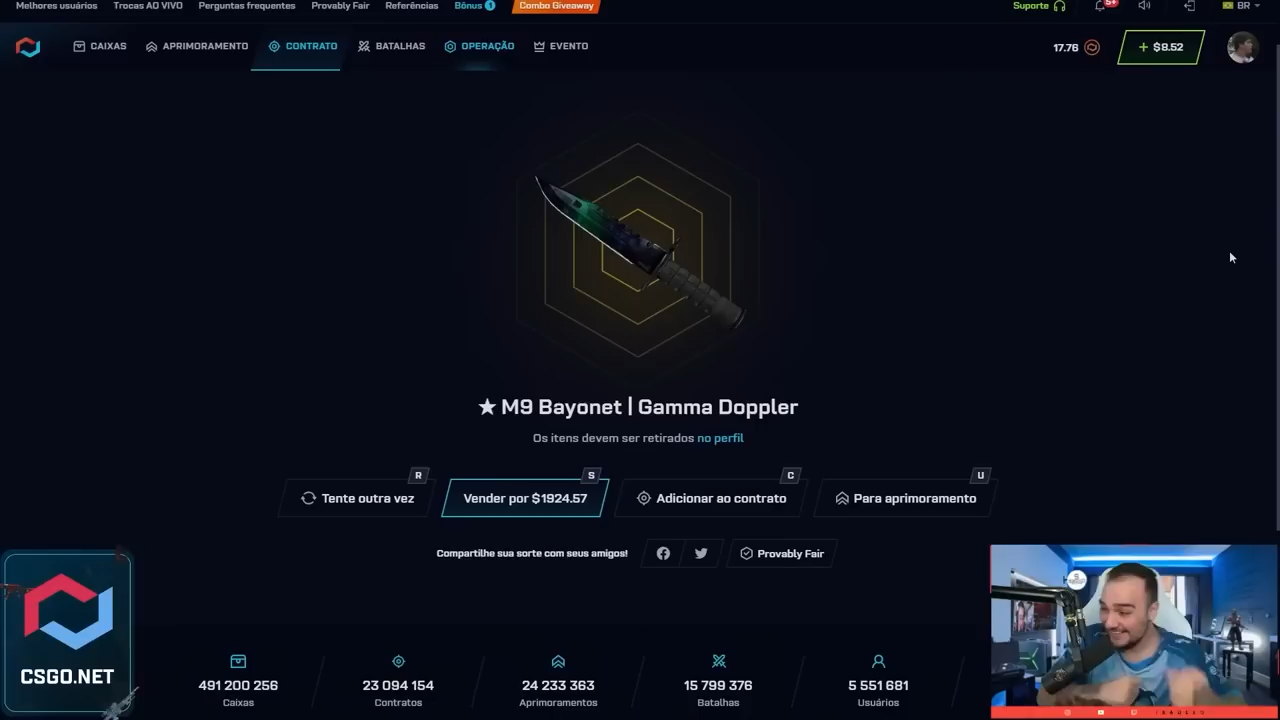 Melhores usuários Trocas AO VIVO Perguntas frequentes Provably Fair Referências Bônus 1 Combo Giveaway Suporte 5+ BR
CAIXAS APRIMORAMENTO CONTRATO BATALHAS OPERAÇÃO EVENTO 17.76 + $8.52
★ M9 Bayonet | Gamma Doppler
Os itens devem ser retirados no perfil
R S C U
Tente outra vez Vender por $1924.57 Adicionar ao contrato Para aprimoramento
Compartilhe sua sorte com seus amigos! Provably Fair
CSGO.NET
491 200 256 23 094 154 24 233 363 15 799 376 5 551 681
Caixas Contratos Aprimoramentos Batalhas Usuários